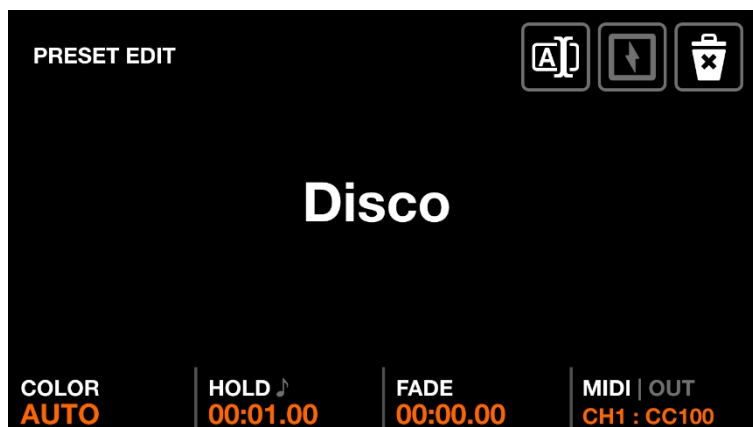 PRESET EDIT
A
Disco
COLOR
AUTO
HOLD ♪
00:01.00
FADE
00:00.00
MIDI | OUT
CH1 : CC100